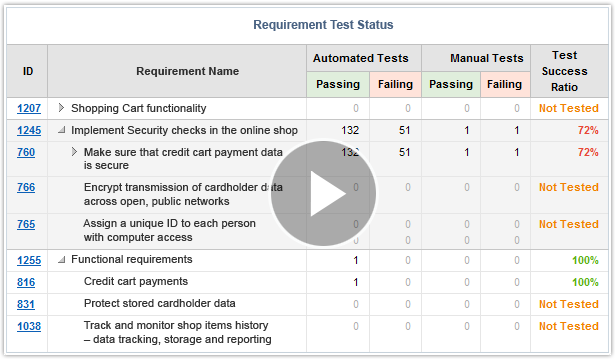 Requirement Test Status
ID Requirement Name Automated Tests Manual Tests Test Success Ratio
Passing Failing Passing Failing
1207 Shopping Cart functionality 0 0 0 0 Not Tested
1245 Implement Security checks in the online shop 132 51 1 1 72%
760 Make sure that credit cart payment data 132 51 1 1 72%
is secure
766 Encrypt transmission of cardholder data 0 0 0 0 Not Tested
across open, public networks
765 Assign a unique ID to each person 0 0 0 0 Not Tested
with computer access 0 0 0 0
1255 Functional requirements 1 0 0 0 100%
816 Credit cart payments 1 0 0 0 100%
831 Protect stored cardholder data 0 0 0 0 Not Tested
1038 Track and monitor shop items history 0 0 0 0 Not Tested
– data tracking, storage and reporting